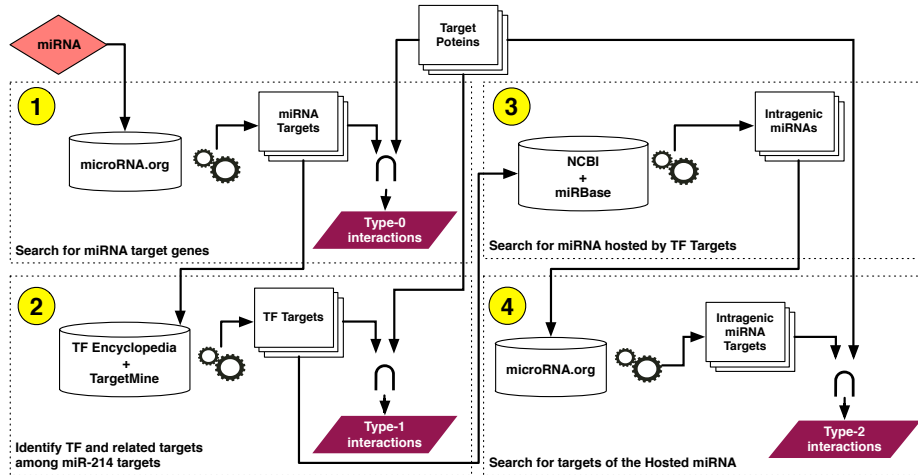 miRNA
Target
Poteins
1
miRNA
Targets
microRNA.org
Type-0
interactions
Search for miRNA target genes
2
TF Targets
TF Encyclopedia
+
TargetMine
Type-1
interactions
Identify TF and related targets
among miR-214 targets
3
Intragenic
miRNAs
NCBI
+
miRBase
Search for miRNA hosted by TF Targets
4
Intragenic
miRNA
Targets
microRNA.org
Type-2
interactions
Search for targets of the Hosted miRNA